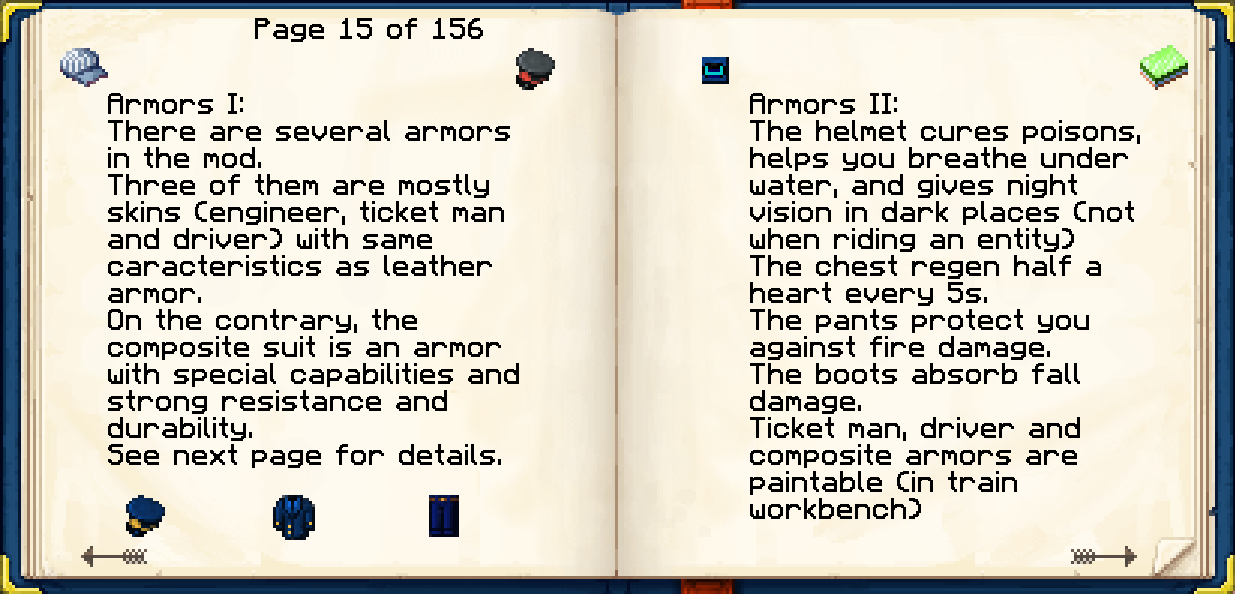 Page 15 of 156
Armors I:
There are several armors
in the mod.
Three of them are mostly
skins (engineer, ticket man
and driver) with same
caracteristics as leather
armor.
On the contrary, the
composite suit is an armor
with special capabilities and
strong resistance and
durability.
See next page for details.
Armors II:
The helmet cures poisons,
helps you breathe under
water, and gives night
vision in dark places (not
when riding an entity)
The chest regen half a
heart every 5s.
The pants protect you
against fire damage.
The boots absorb fall
damage.
Ticket man, driver and
composite armors are
paintable (in train
workbench)